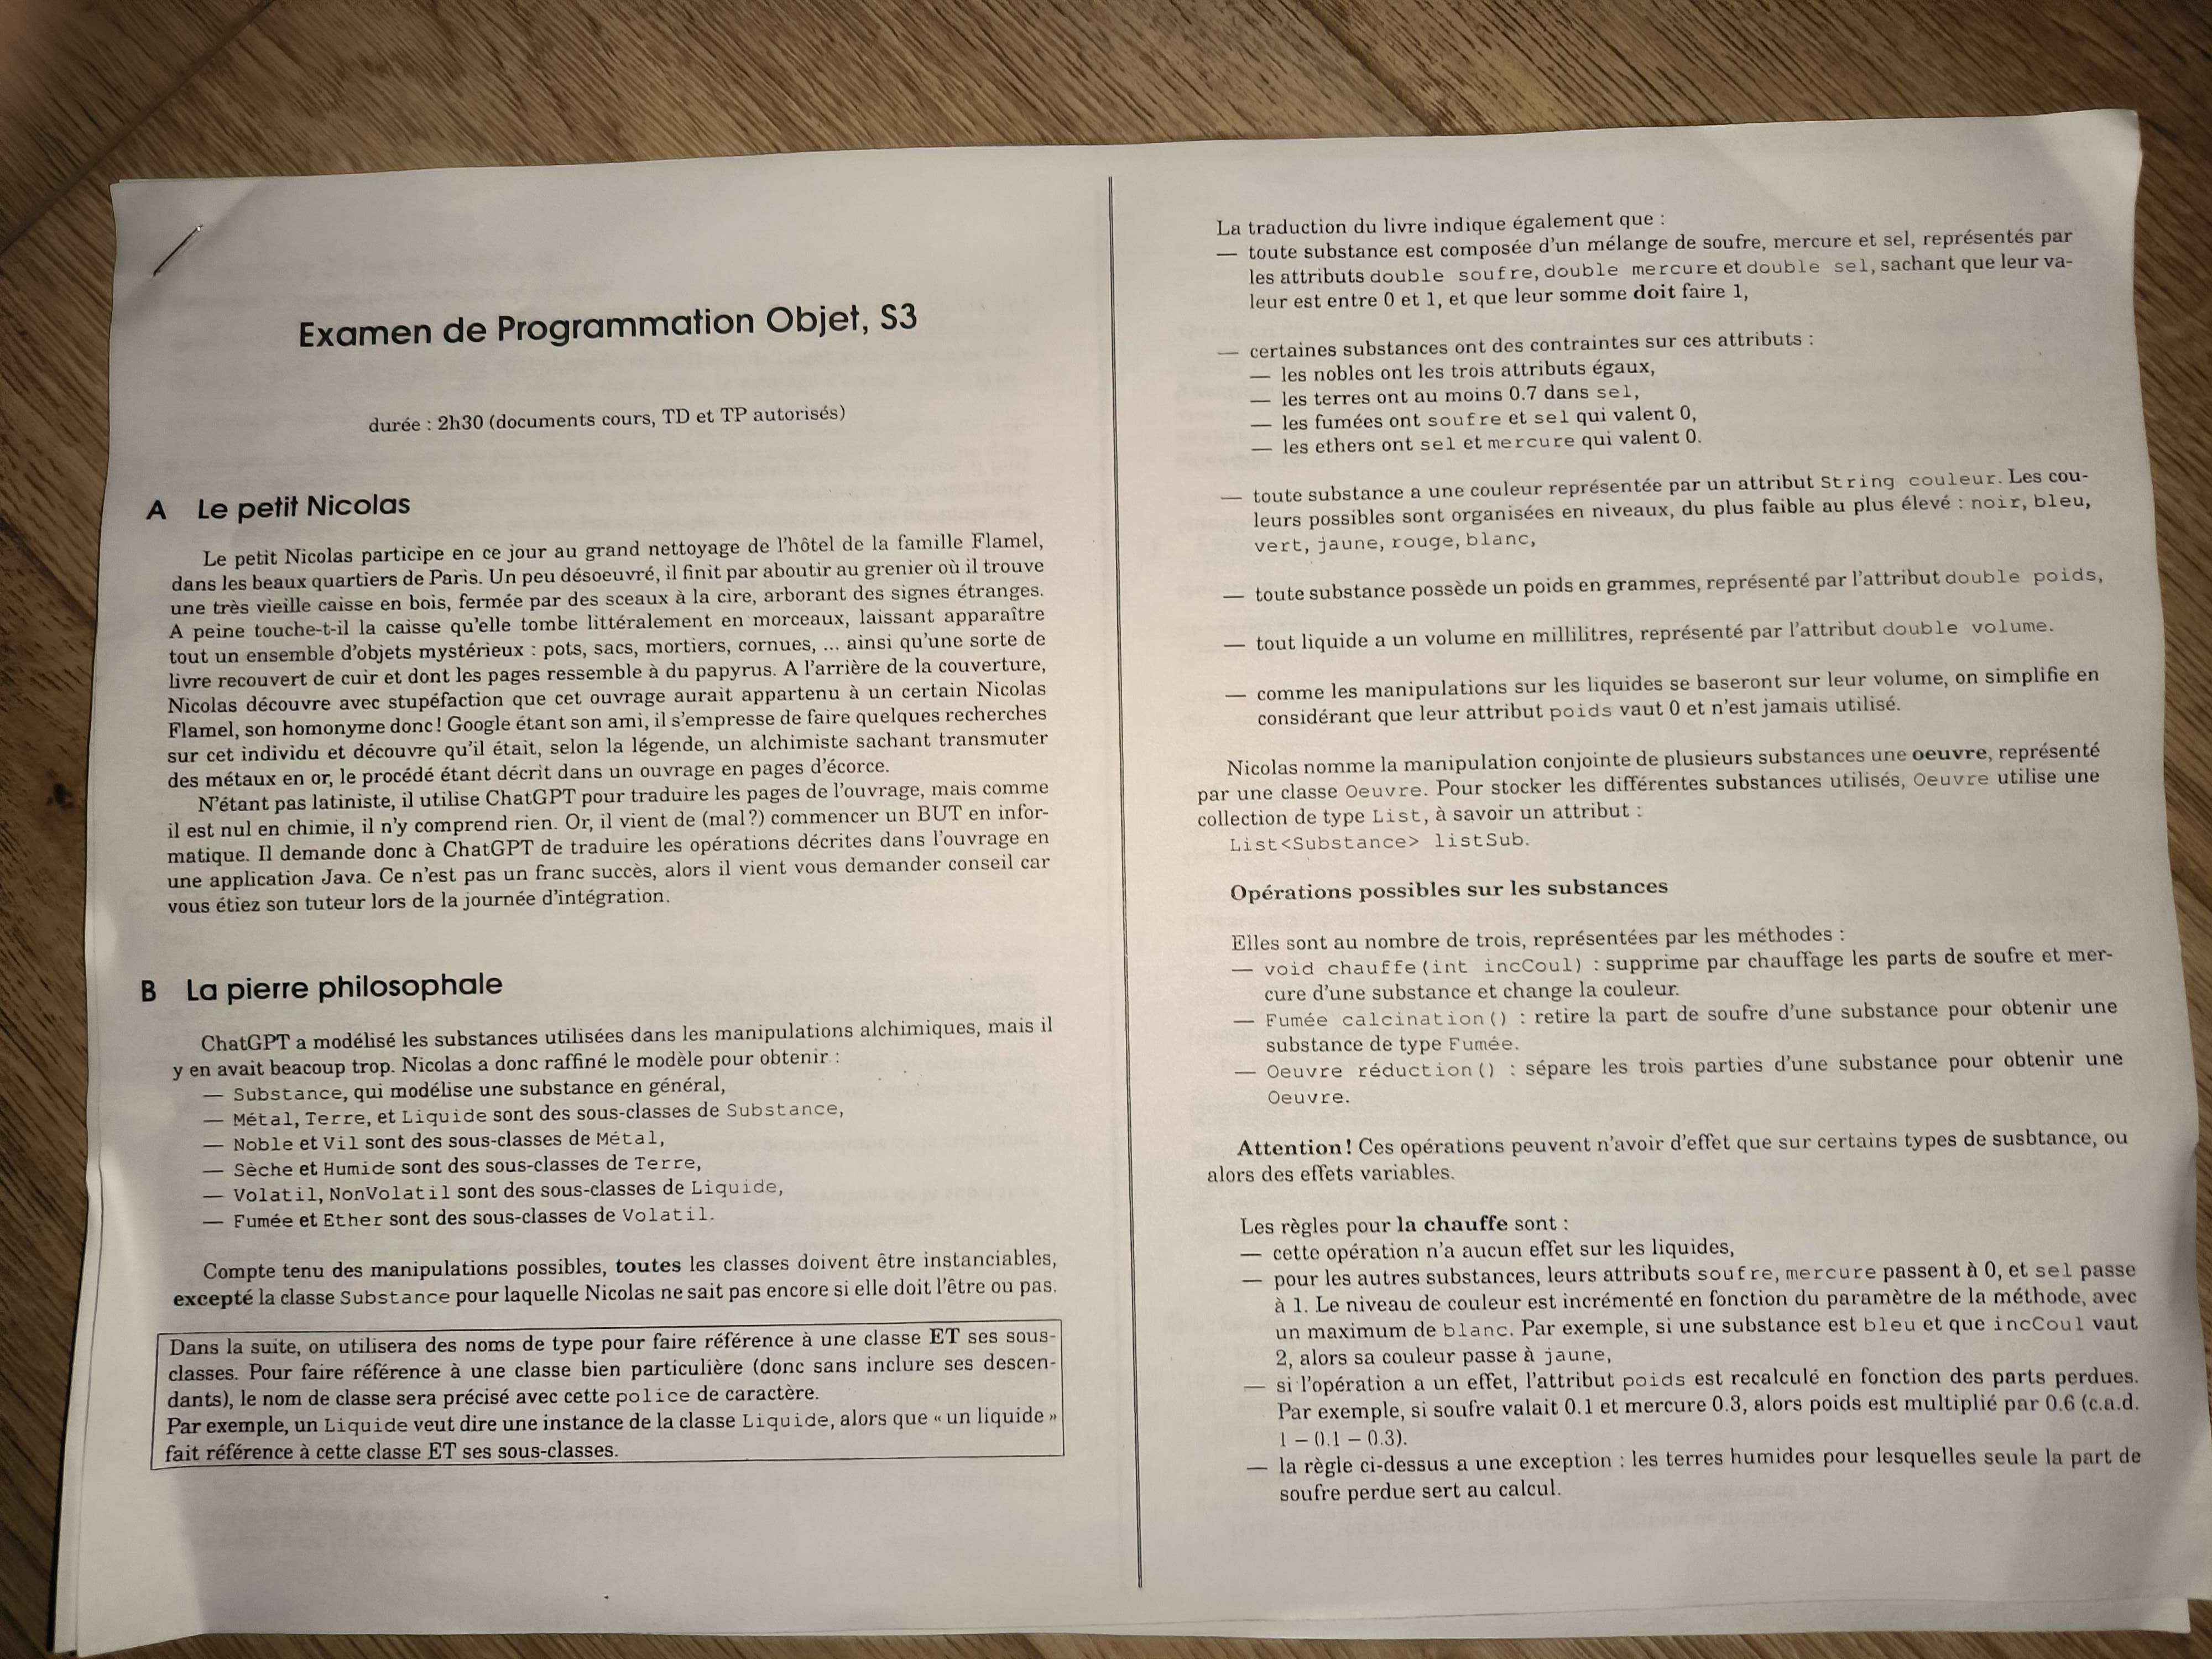 Examen de Programmation Objet, S3
durée : 2h30 (documents cours, TD et TP autorisés)
A Le petit Nicolas
Le petit Nicolas participe en ce jour au grand nettoyage de l'hôtel de la famille Flamel,
dans les beaux quartiers de Paris. Un peu désoeuvré, il finit par aboutir au grenier où il trouve
une très vieille caisse en bois, fermée par des sceaux à la cire, arborant des signes étranges.
A peine touche-t-il la caisse qu'elle tombe littéralement en morceaux, laissant apparaître
tout un ensemble d'objets mystérieux : pots, sacs, mortiers, cornues, ... ainsi qu'une sorte de
livre recouvert de cuir et dont les pages ressemble à du papyrus. A l'arrière de la couverture,
Nicolas découvre avec stupéfaction que cet ouvrage aurait appartenu à un certain Nicolas
Flamel, son homonyme donc ! Google étant son ami, il s'empresse de faire quelques recherches
sur cet individu et découvre qu'il était, selon la légende, un alchimiste sachant transmuter
des métaux en or, le procédé étant décrit dans un ouvrage en pages d'écorce.
N'étant pas latiniste, il utilise ChatGPT pour traduire les pages de l'ouvrage, mais comme
il est nul en chimie, il n'y comprend rien. Or, il vient de (mal ?) commencer un BUT en infor-
matique. Il demande donc à ChatGPT de traduire les opérations décrites dans l'ouvrage en
une application Java. Ce n'est pas un franc succès, alors il vient vous demander conseil car
vous étiez son tuteur lors de la journée d'intégration.
B La pierre philosophale
ChatGPT a modélisé les substances utilisées dans les manipulations alchimiques, mais il
y en avait beacoup trop. Nicolas a donc raffiné le modèle pour obtenir :
— Substance, qui modélise une substance en général,
— Métal, Terre, et Liquide sont des sous-classes de Substance,
— Noble et Vil sont des sous-classes de Métal,
— Sèche et Humide sont des sous-classes de Terre,
— Volatil, NonVolatil sont des sous-classes de Liquide,
— Fumée et Ether sont des sous-classes de Volatil.
Compte tenu des manipulations possibles, toutes les classes doivent être instanciables,
excepté la classe Substance pour laquelle Nicolas ne sait pas encore si elle doit l'être ou pas.
Dans la suite, on utilisera des noms de type pour faire référence à une classe ET ses sous-
classes. Pour faire référence à une classe bien particulière (donc sans inclure ses descen-
dants), le nom de classe sera précisé avec cette police de caractère.
Par exemple, un Liquide veut dire une instance de la classe Liquide, alors que « un liquide »
fait référence à cette classe ET ses sous-classes.
La traduction du livre indique également que :
— toute substance est composée d'un mélange de soufre, mercure et sel, représentés par
les attributs double soufre, double mercure et double sel, sachant que leur va-
leur est entre 0 et 1, et que leur somme doit faire 1,
— certaines substances ont des contraintes sur ces attributs :
— les nobles ont les trois attributs égaux,
— les terres ont au moins 0.7 dans sel,
— les fumées ont soufre et sel qui valent 0,
— les ethers ont sel et mercure qui valent 0.
— toute substance a une couleur représentée par un attribut String couleur. Les cou-
leurs possibles sont organisées en niveaux, du plus faible au plus élevé : noir, bleu,
vert, jaune, rouge, blanc,
— toute substance possède un poids en grammes, représenté par l'attribut double poids,
— tout liquide a un volume en millilitres, représenté par l'attribut double volume.
— comme les manipulations sur les liquides se baseront sur leur volume, on simplifie en
considérant que leur attribut poids vaut 0 et n'est jamais utilisé.
Nicolas nomme la manipulation conjointe de plusieurs substances une oeuvre, représenté
par une classe Oeuvre. Pour stocker les différentes substances utilisés, Oeuvre utilise une
collection de type List, à savoir un attribut :
List<Substance> listSub.
Opérations possibles sur les substances
Elles sont au nombre de trois, représentées par les méthodes :
— void chauffe(int incCoul) : supprime par chauffage les parts de soufre et mer-
cure d'une substance et change la couleur.
— Fumée calcination() : retire la part de soufre d'une substance pour obtenir une
substance de type Fumée.
— Oeuvre réduction() : sépare les trois parties d'une substance pour obtenir une
Oeuvre.
Attention ! Ces opérations peuvent n'avoir d'effet que sur certains types de susbtance, ou
alors des effets variables.
Les règles pour la chauffe sont :
— cette opération n'a aucun effet sur les liquides,
— pour les autres substances, leurs attributs soufre, mercure passent à 0, et sel passe
à 1. Le niveau de couleur est incrémenté en fonction du paramètre de la méthode, avec
un maximum de blanc. Par exemple, si une substance est bleu et que incCoul vaut
2, alors sa couleur passe à jaune,
— si l'opération a un effet, l'attribut poids est recalculé en fonction des parts perdues.
Par exemple, si soufre valait 0.1 et mercure 0.3, alors poids est multiplié par 0.6 (c.a.d.
1 − 0.1 − 0.3).
— la règle ci-dessus a une exception : les terres humides pour lesquelles seule la part de
soufre perdue sert au calcul.